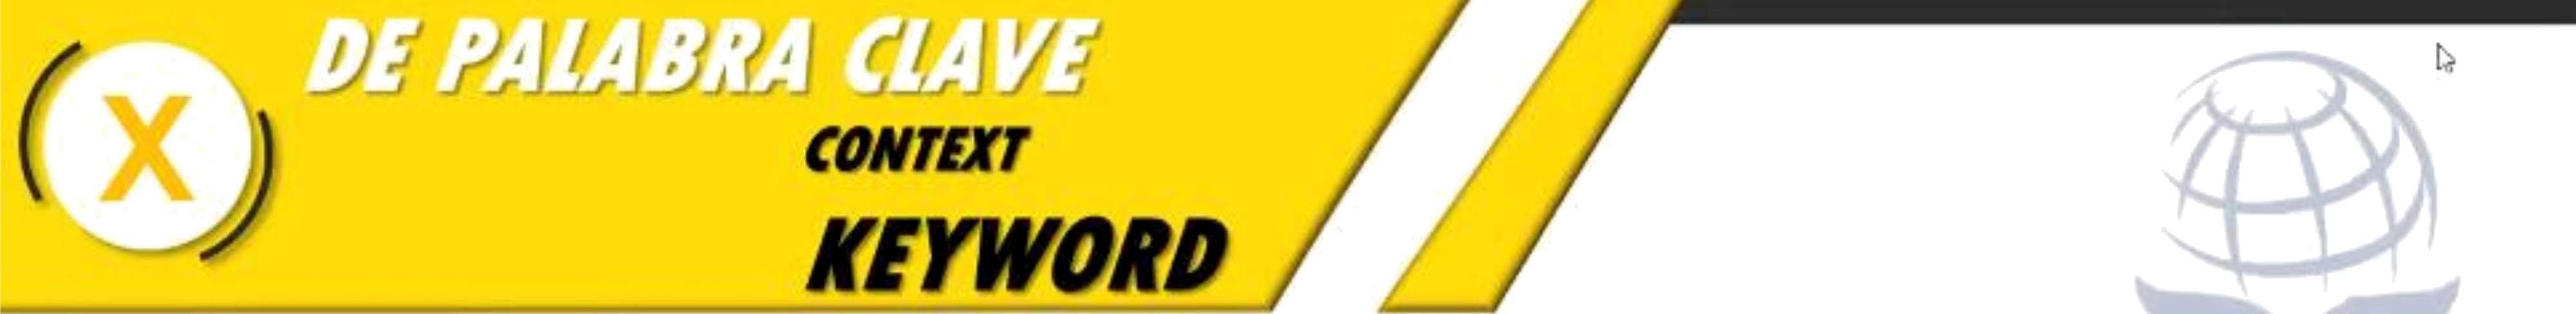 DE PALABRA CLAVE
X
CONTEXT
KEYWORD